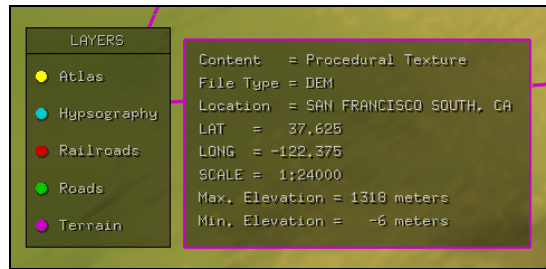 LAYERS
Atlas
Hypsography
Railroads
Roads
Terrain
Content = Procedural Texture
File Type = DEM
Location = SAN FRANCISCO SOUTH, CA
LAT = 37.625
LONG = -122.375
SCALE = 1:24000
Max. Elevation = 1318 meters
Min. Elevation = -6 meters